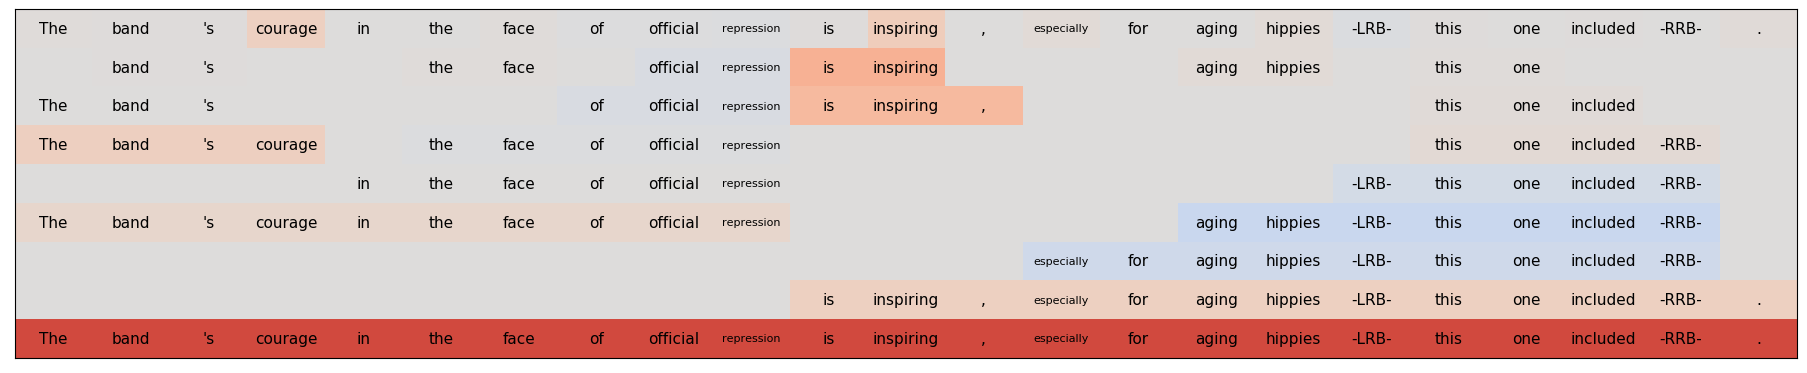 The band 's courage in the face of official repression is inspiring , especially for aging hippies -LRB- this one included -RRB- .
band 's the face official repression is inspiring aging hippies this one
The band 's of official repression is inspiring , this one included
The band 's courage the face of official repression this one included -RRB-
in the face of official repression -LRB- this one included -RRB-
The band 's courage in the face of official repression aging hippies -LRB- this one included -RRB-
especially for aging hippies -LRB- this one included -RRB-
is inspiring , especially for aging hippies -LRB- this one included -RRB- .
The band 's courage in the face of official repression is inspiring , especially for aging hippies -LRB- this one included -RRB- .